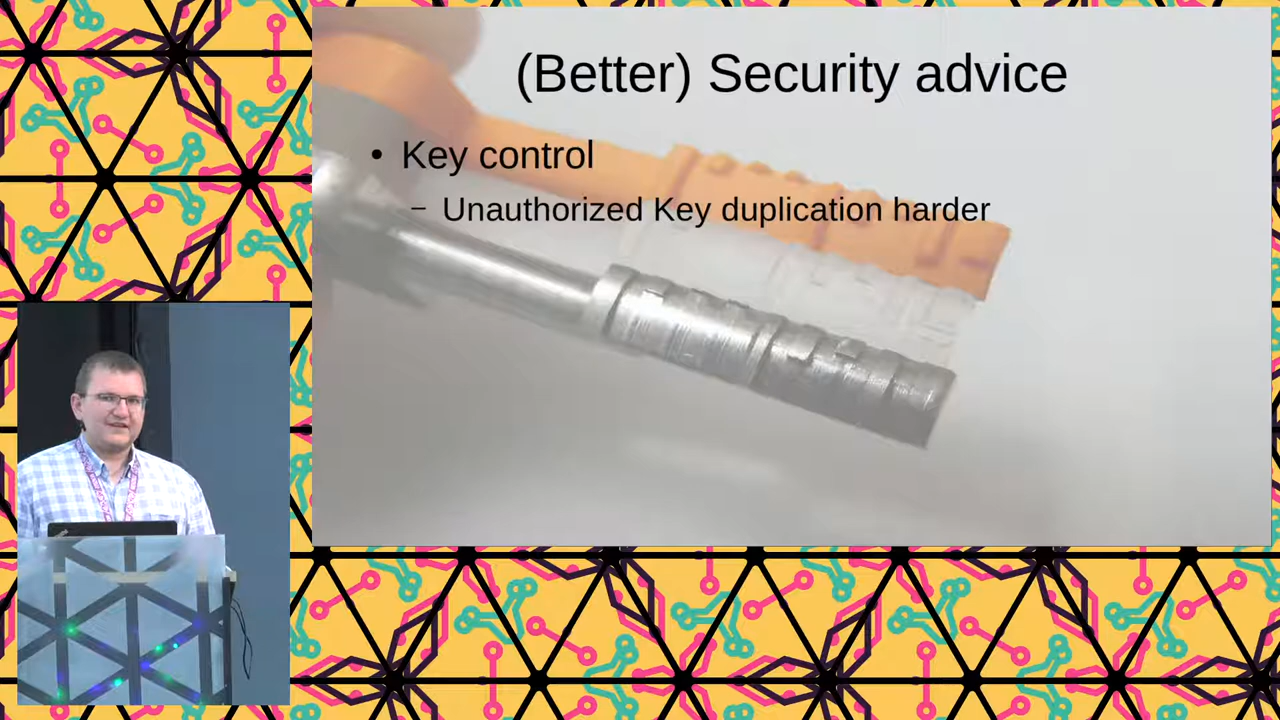 (Better) Security advice
• Key control
– Unauthorized Key duplication harder